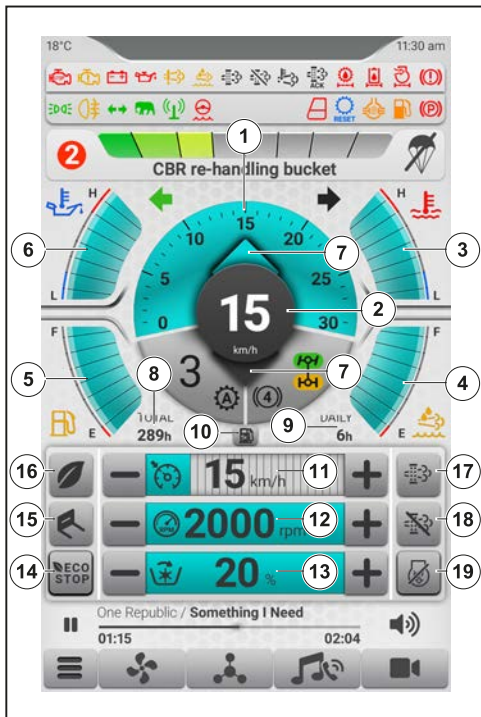 18°C 11:30 am
ACK
RESET
2
CBR re-handling bucket
1
H H
6 7 3
0 5 10 15 20 25 30
L L
15
km/h
2
F F
5 8 3 A 4 7 4
TOTAL
289h
DAILY
6h
9
E E
10
16 15 km/h 11 17
15 RPM 2000 rpm 12 18
14 ECO
STOP
20 % 13 19
One Republic / Something I Need
01:15 02:04